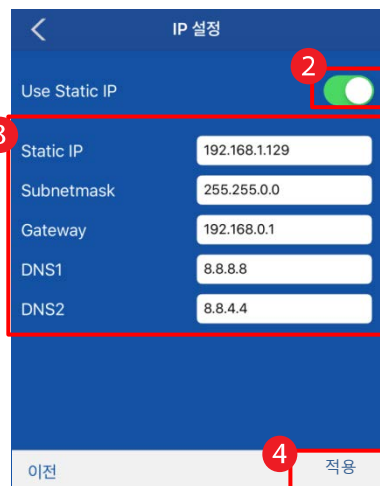 IP 설정
2
Use Static IP
3
Static IP 192.168.1.129
Subnetmask 255.255.0.0
Gateway 192.168.0.1
DNS1 8.8.8.8
DNS2 8.8.4.4
4
이전 적용